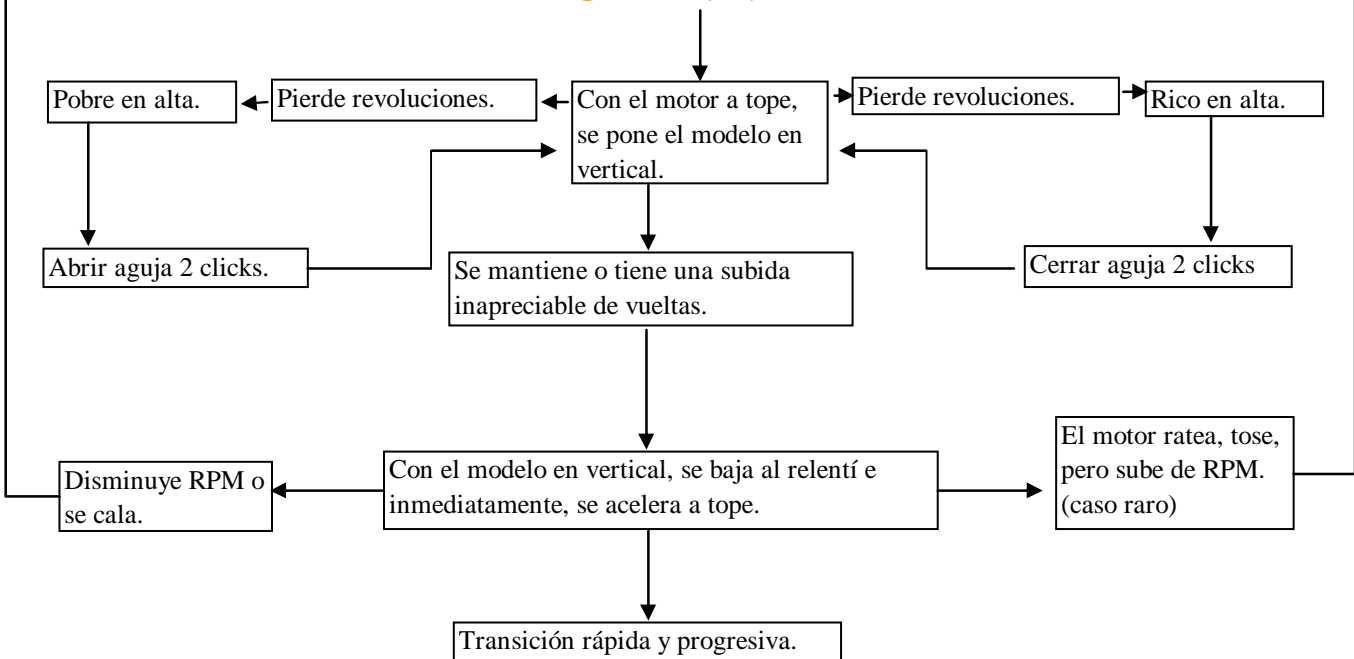 Pobre en alta.
Pierde revoluciones.
Con el motor a tope,
se pone el modelo en
vertical.
Pierde revoluciones.
Rico en alta.
Abrir aguja 2 clicks.
Se mantiene o tiene una subida
inapreciable de vueltas.
Cerrar aguja 2 clicks
Disminuye RPM o
se cala.
Con el modelo en vertical, se baja al relentí e
inmediatamente, se acelera a tope.
El motor ratea, tose,
pero sube de RPM.
(caso raro)
Transición rápida y progresiva.